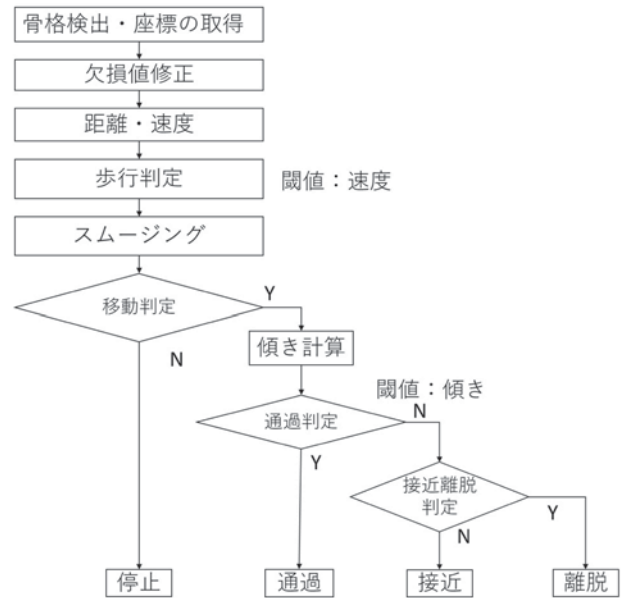 骨格検出・座標の取得
欠損値修正
距離・速度
歩行判定
閾値：速度
スムージング
移動判定
Y
N
傾き計算
閾値：傾き
通過判定
N
Y
接近離脱
判定
Y
N
停止
通過
接近
離脱